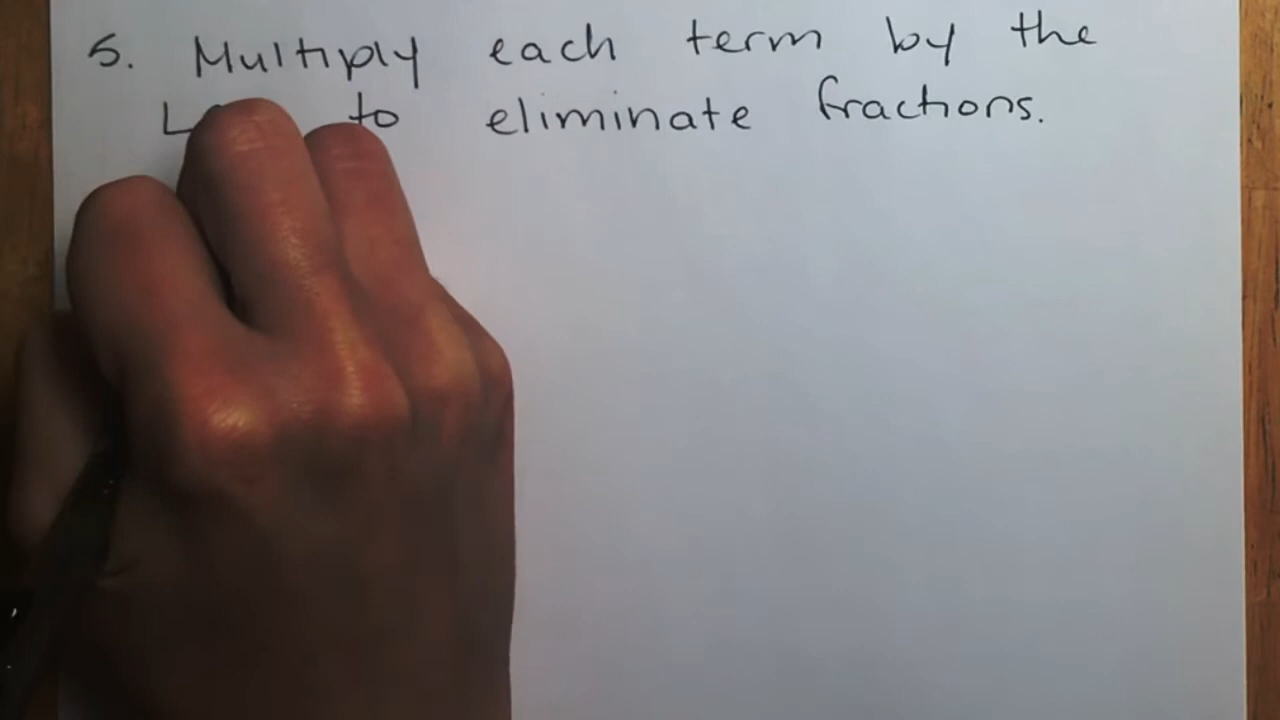 5. Multiply each term by the
to eliminate fractions.